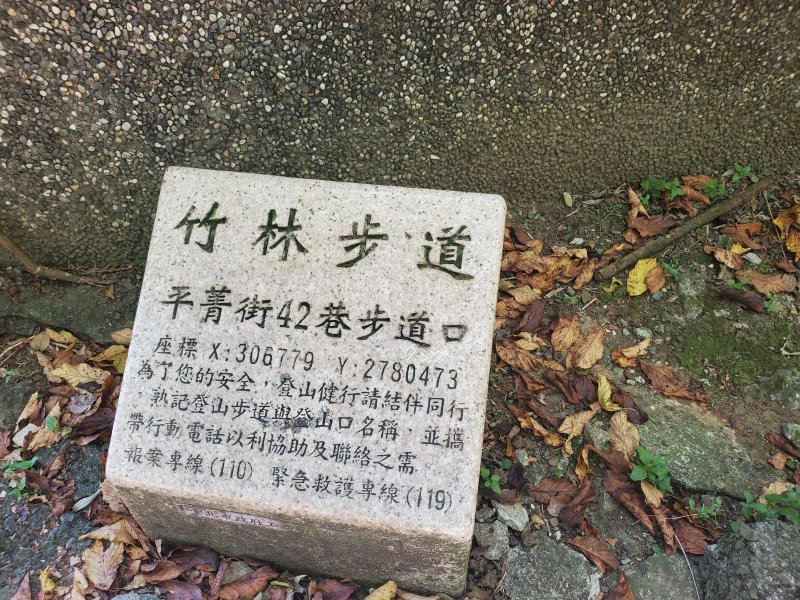 竹林步道
平菁街42巷步道口
座標 X:306779 Y:2780473
為了您的安全，登山健行請結伴同行
，熟記登山步道與登山口名稱，並攜
帶行動電話以利協助及聯絡之需。
報案專線(110) 緊急救護專線(119)